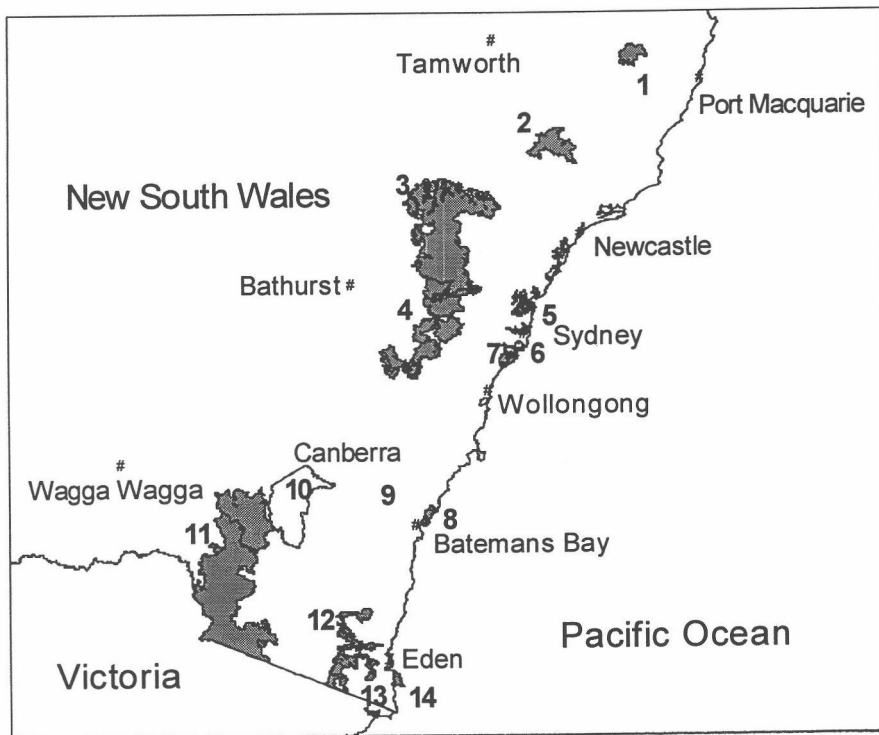 #
Tamworth
1
Port Macquarie
2
3
New South Wales
Newcastle
Bathurst #
4
5
Sydney
7 6
#
Wollongong
Canberra
#
Wagga Wagga
10
9
8
#
Batemans Bay
11
12
Pacific Ocean
Eden
Victoria
13 14